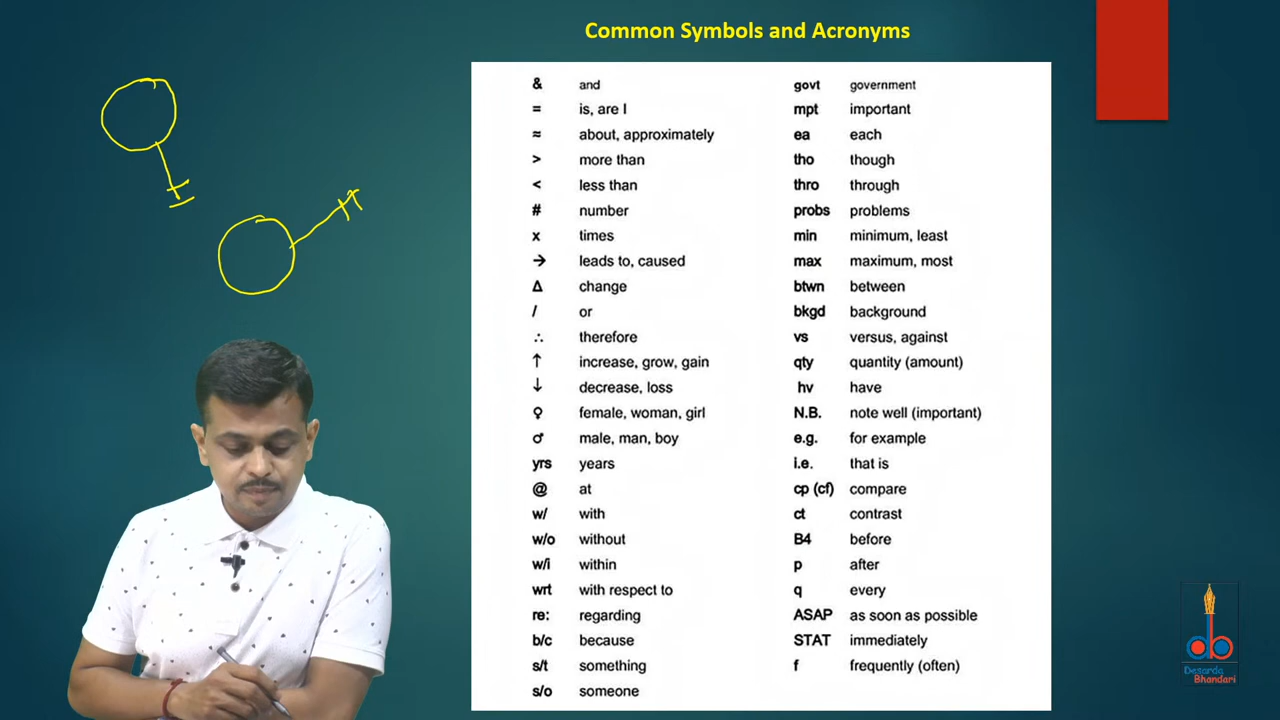 Common Symbols and Acronyms
& and
= is, are I
≈ about, approximately
> more than
< less than
# number
x times
→ leads to, caused
Δ change
/ or
∴ therefore
↑ increase, grow, gain
↓ decrease, loss
♀ female, woman, girl
♂ male, man, boy
yrs years
@ at
w/ with
w/o without
w/i within
wrt with respect to
re: regarding
b/c because
s/t something
s/o someone
govt government
mpt important
ea each
tho though
thro through
probs problems
min minimum, least
max maximum, most
btwn between
bkgd background
vs versus, against
qty quantity (amount)
hv have
N.B. note well (important)
e.g. for example
i.e. that is
cp (cf) compare
ct contrast
B4 before
p after
q every
ASAP as soon as possible
STAT immediately
f frequently (often)
db
Desarda
Bhandari